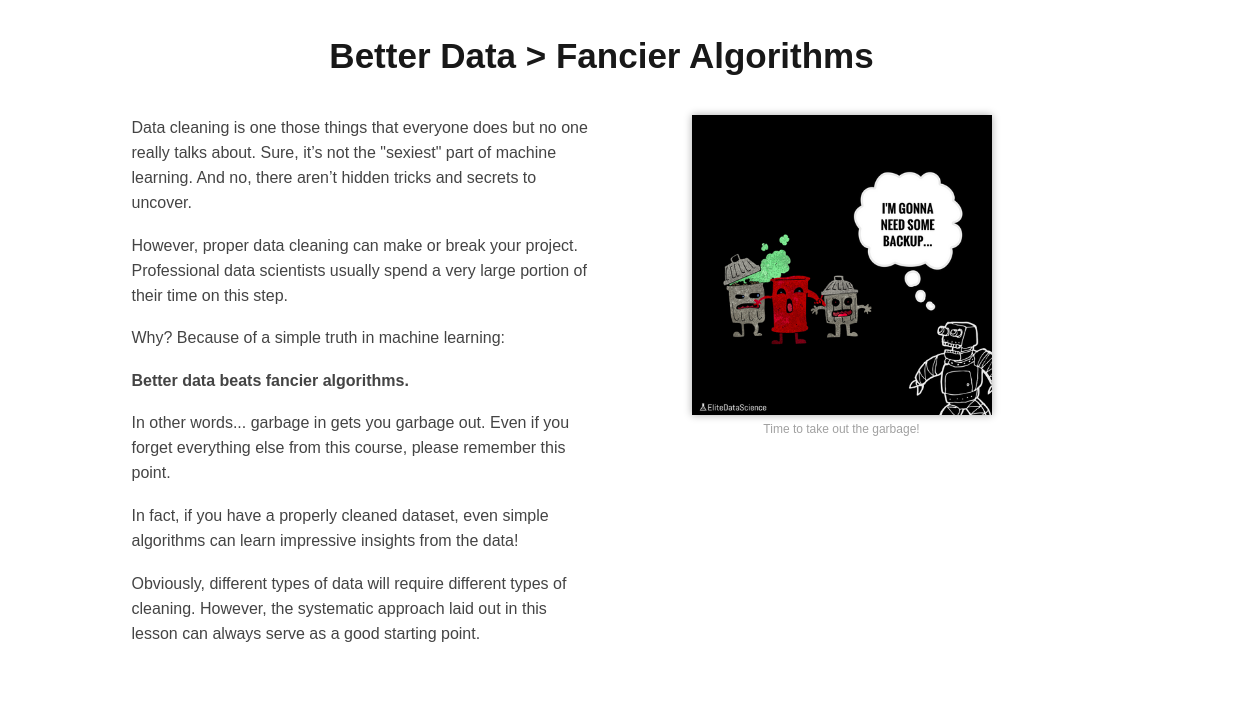 Better Data > Fancier Algorithms
Data cleaning is one those things that everyone does but no one
really talks about. Sure, it’s not the "sexiest" part of machine
learning. And no, there aren’t hidden tricks and secrets to
uncover.
However, proper data cleaning can make or break your project.
Professional data scientists usually spend a very large portion of
their time on this step.
Why? Because of a simple truth in machine learning:
Better data beats fancier algorithms.
In other words... garbage in gets you garbage out. Even if you
forget everything else from this course, please remember this
point.
In fact, if you have a properly cleaned dataset, even simple
algorithms can learn impressive insights from the data!
Obviously, different types of data will require different types of
cleaning. However, the systematic approach laid out in this
lesson can always serve as a good starting point.
I'M GONNA
NEED SOME
BACKUP...
EliteDataScience
Time to take out the garbage!